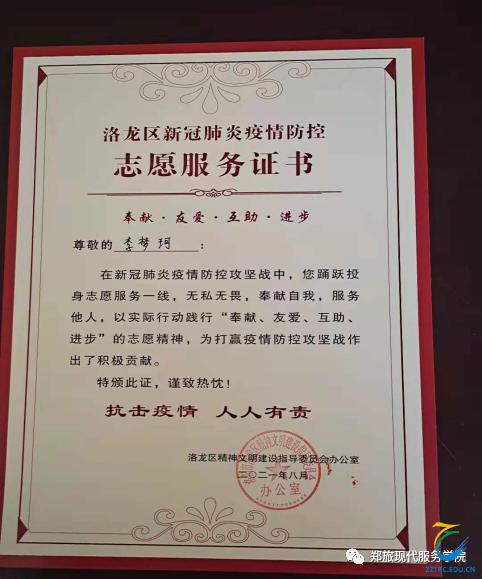 洛龙区新冠肺炎疫情防控
志愿服务证书
奉献·友爱·互助·进步
尊敬的 李梦珂 :
在新冠肺炎疫情防控攻坚战中，您踊跃投
身志愿服务一线，无私无畏，奉献自我，服务
他人，以实际行动践行“奉献、友爱、互助、
进步”的志愿精神，为打赢疫情防控攻坚战作
出了积极贡献。
特颁此证，谨致热忱！
抗击疫情 人人有责
洛龙区精神文明建设指导委员会办公室
二〇二一年八月
办公室
郑旅现代服务学院
ZZTRC.EDU.CN